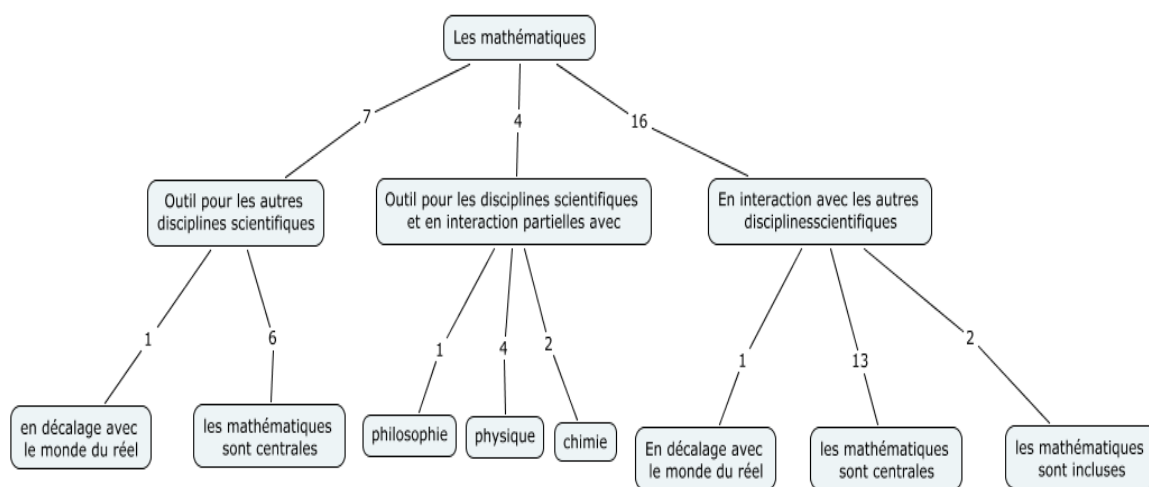 Les mathématiques
7
4
16
Outil pour les autres
disciplines scientifiques
Outil pour les disciplines scientifiques
et en interaction partielles avec
En interaction avec les autres
disciplinesscientifiques
1
6
1
4
2
1
13
2
en décalage avec
le monde du réel
les mathématiques
sont centrales
philosophie
physique
chimie
En décalage avec
le monde du réel
les mathématiques
sont centrales
les mathématiques
sont incluses